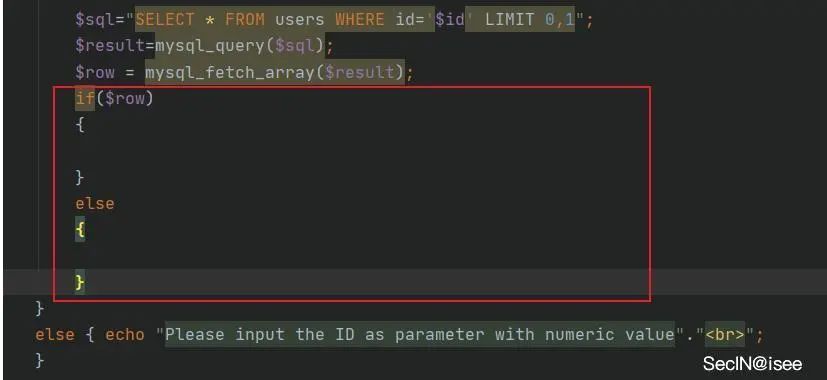 $sql="SELECT * FROM users WHERE id='$id' LIMIT 0,1";
$result=mysql_query($sql);
$row = mysql_fetch_array($result);
if($row)
{
}
else
{
}
}
else { echo "Please input the ID as parameter with numeric value"."<br>";
}
SecIN@isee